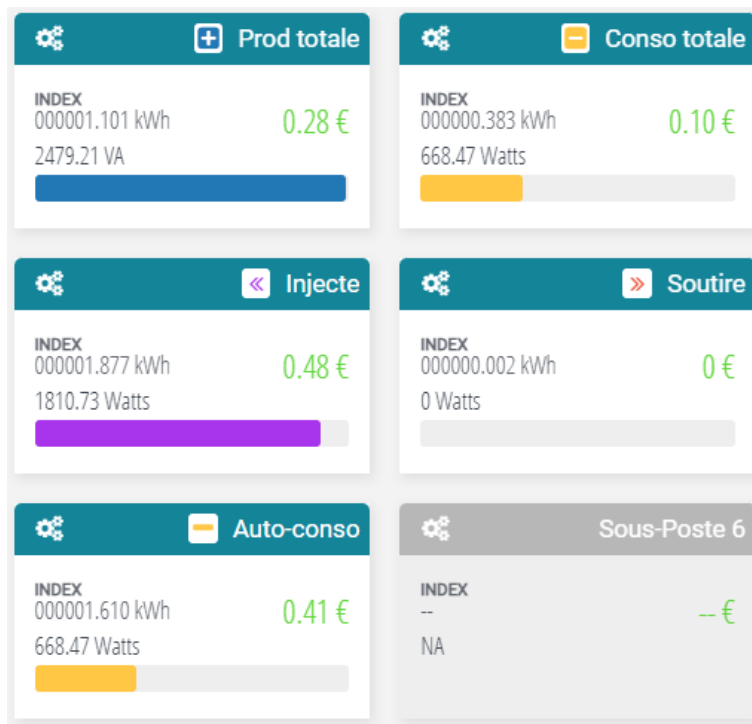 Prod totale
INDEX
000001.101 kWh
0.28 €
2479.21 VA
Conso totale
INDEX
000000.383 kWh
0.10 €
668.47 Watts
Injecte
INDEX
000001.877 kWh
0.48 €
1810.73 Watts
Soutire
INDEX
000000.002 kWh
0 €
0 Watts
Auto-conso
INDEX
000001.610 kWh
0.41 €
668.47 Watts
Sous-Poste 6
INDEX
--
-- €
NA